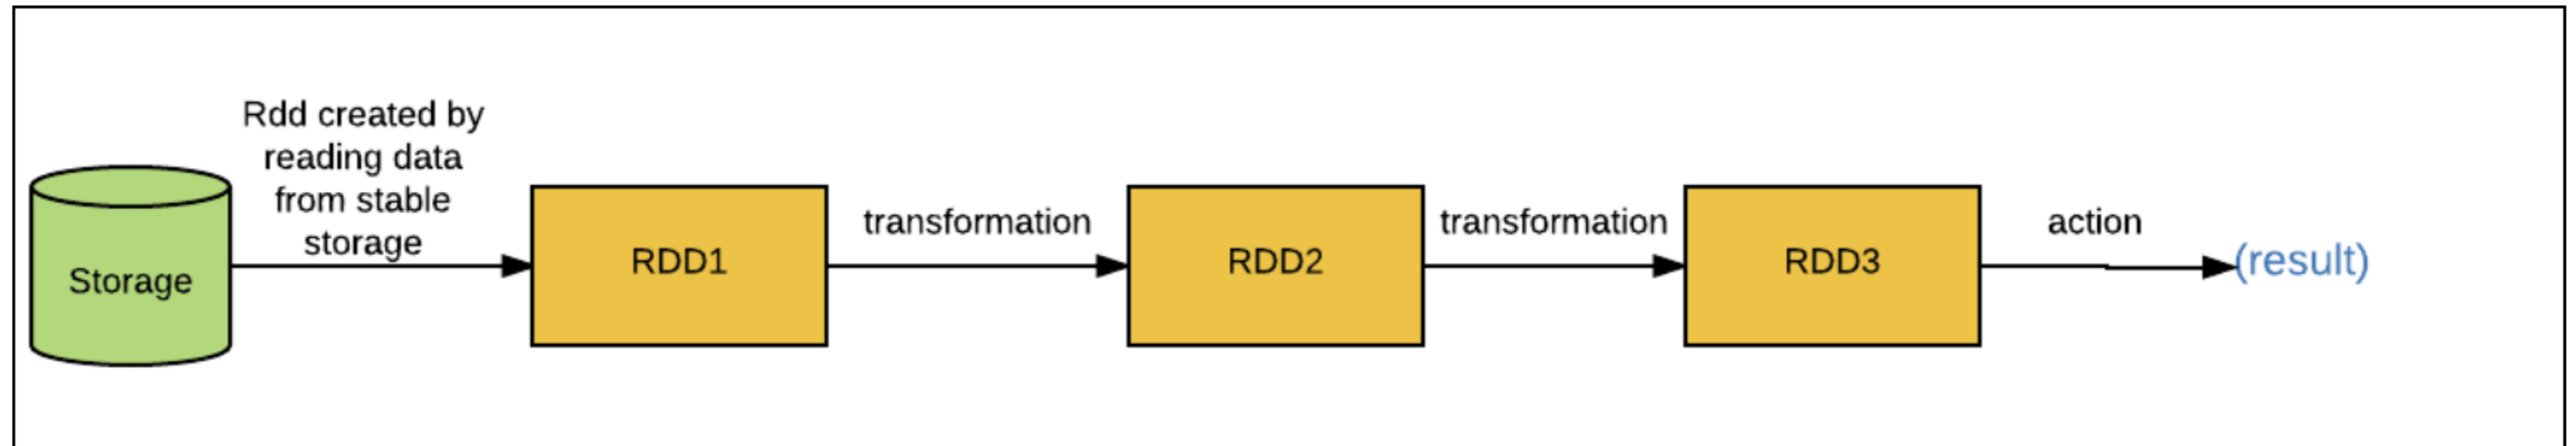 Rdd created by
reading data
from stable
storage
Storage
RDD1
transformation
RDD2
transformation
RDD3
action
(result)